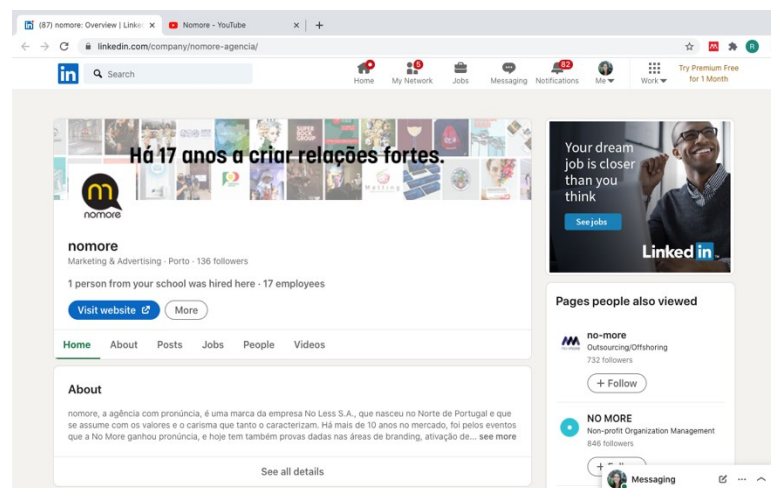 (87) nomore: Overview | Linke
Nomore - YouTube
linkedin.com/company/nomore-agencia/
R
in
Search
Home
My Network
5
Jobs
Messaging
Notifications
82
Me
Work
Try Premium Free
for 1 Month
Há 17 anos a criar relações fortes.
nomore
nomore
Marketing & Advertising · Porto · 136 followers
1 person from your school was hired here · 17 employees
Visit website
More
Home About Posts Jobs People Videos
About
nomore, a agência com pronúncia, é uma marca da empresa No Less S.A., que nasceu no Norte de Portugal e que
se assume com os valores e o carisma que tanto o caracterizam. Há mais de 10 anos no mercado, foi pelos eventos
que a No More ganhou pronúncia, e hoje tem também provas dadas nas áreas de branding, ativação de... see more
See all details
Your dream
job is closer
than you
think
See jobs
Linked in
Pages people also viewed
no-more
Outsourcing/Offshoring
732 followers
+ Follow
NO MORE
Non-profit Organization Management
846 followers
Messaging